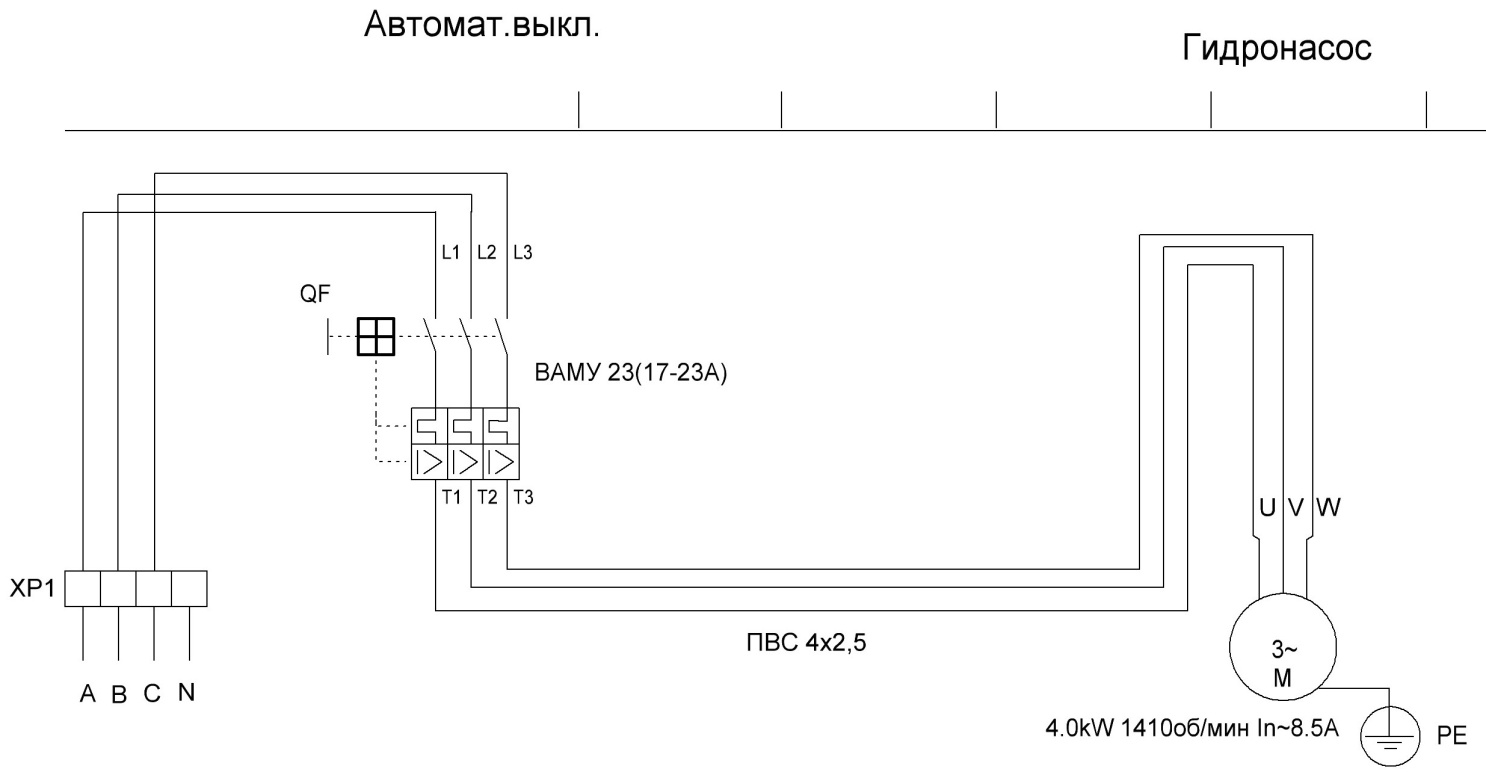 Автомат.выкл.
Гидронасос
L1 L2 L3
QF
ВАМУ 23(17-23А)
T1 T2 T3
U V W
XP1
ПВС 4x2,5
3~
M
A B C N
4.0kW 1410об/мин In~8.5A
PE